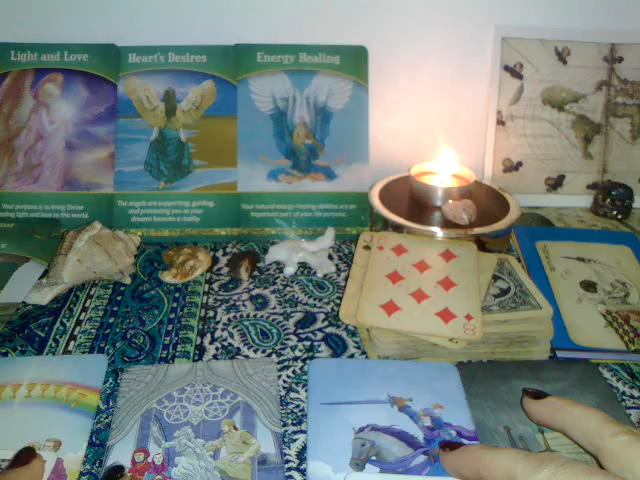 Light and Love
Your purpose is to bring Divine
healing light and love to this world.
Heart's Desires
The angels are supporting, guiding,
and protecting you as your
dreams become a reality.
Energy Healing
Your natural energy-healing abilities are an
important part of your life purpose.
8